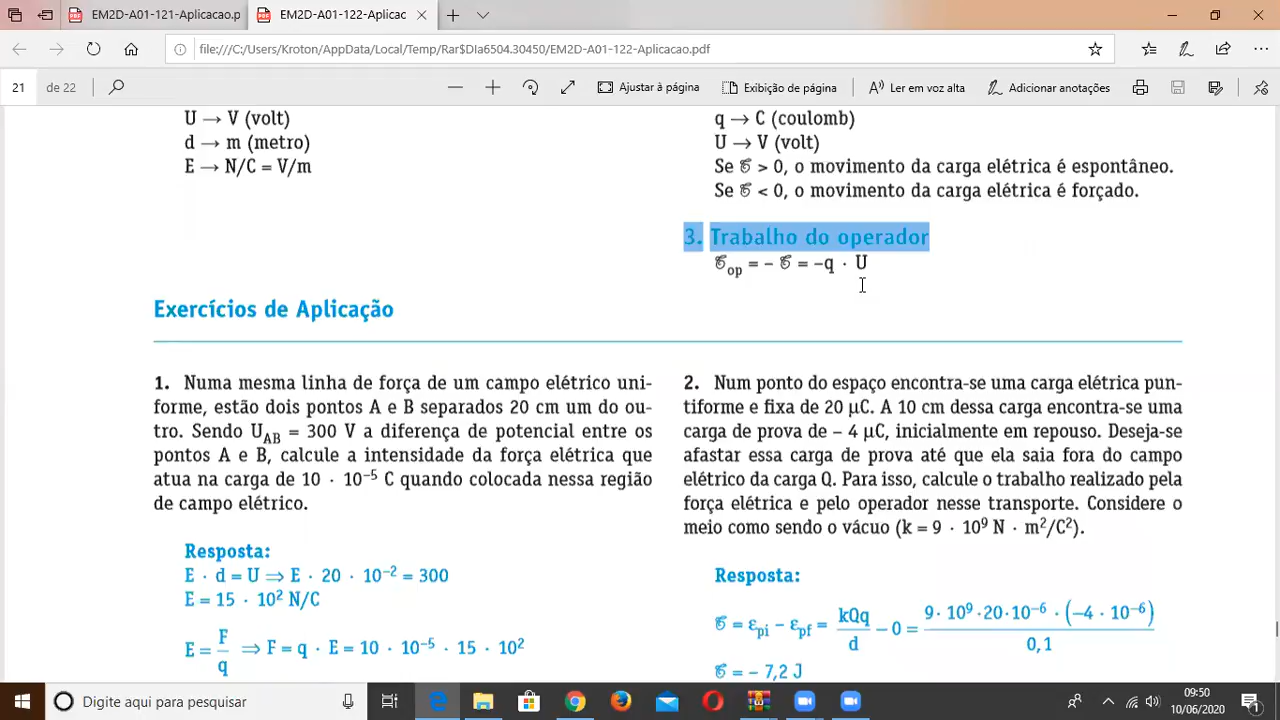 EM2D-A01-122-Aplicacao
EM2D-A01-122-Aplicac
file:///C:/Users/Kroton/AppData/Local/Temp/Rar$DIa6504.30450/EM2D-A01-122-Aplicacao.pdf
21 de 22
Ajustar à página
Exibição de página
Ler em voz alta
Adicionar anotações
U → V (volt)
d → m (metro)
E → N/C = V/m
q → C (coulomb)
U → V (volt)
Se 𝒯 > 0, o movimento da carga elétrica é espontâneo.
Se 𝒯 < 0, o movimento da carga elétrica é forçado.
3. Trabalho do operador
𝒯op = – 𝒯 = –q · U
Exercícios de Aplicação
1. Numa mesma linha de força de um campo elétrico uni-
forme, estão dois pontos A e B separados 20 cm um do ou-
tro. Sendo UAB = 300 V a diferença de potencial entre os
pontos A e B, calcule a intensidade da força elétrica que
atua na carga de 10 · 10⁻⁵ C quando colocada nessa região
de campo elétrico.
Resposta:
E · d = U ⇒ E · 20 · 10⁻² = 300
E = 15 · 10² N/C
E = F/q ⇒ F = q · E = 10 · 10⁻⁵ · 15 · 10²
2. Num ponto do espaço encontra-se uma carga elétrica pun-
tiforme e fixa de 20 µC. A 10 cm dessa carga encontra-se uma
carga de prova de – 4 µC, inicialmente em repouso. Deseja-se
afastar essa carga de prova até que ela saia fora do campo
elétrico da carga Q. Para isso, calcule o trabalho realizado pela
força elétrica e pelo operador nesse transporte. Considere o
meio como sendo o vácuo (k = 9 · 10⁹ N · m²/C²).
Resposta:
𝒯 = εpi – εpf = kQq/d – 0 = 9 · 10⁹ · 20 · 10⁻⁶ · (–4 · 10⁻⁶)/0,1
𝒯 = – 7,2 J
Digite aqui para pesquisar
09:50
10/06/2020
1